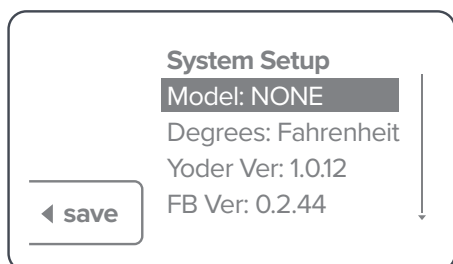 System Setup
Model: NONE
Degrees: Fahrenheit
Yoder Ver: 1.0.12
FB Ver: 0.2.44
save